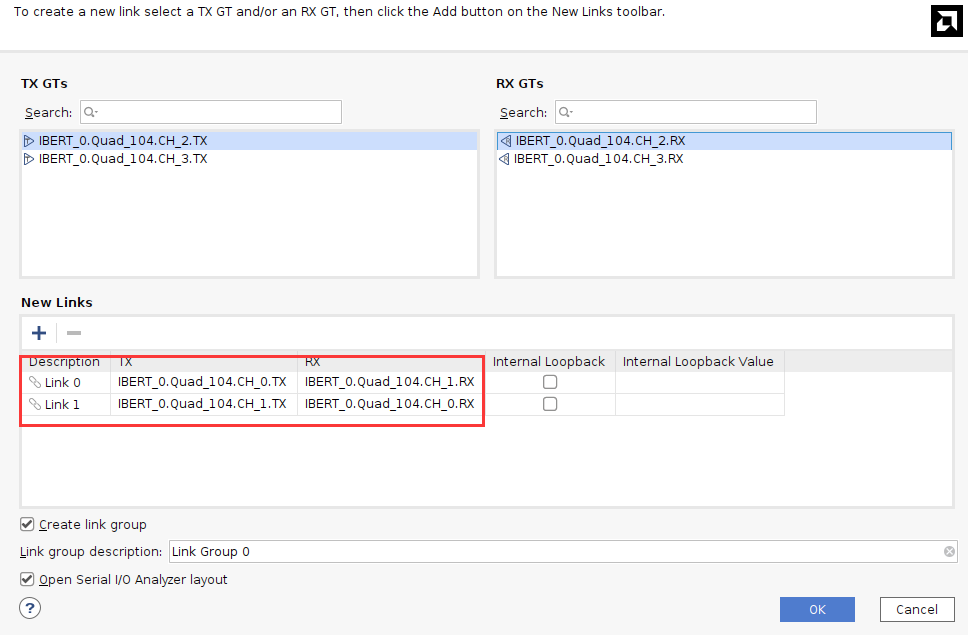 To create a new link select a TX GT and/or an RX GT, then click the Add button on the New Links toolbar.
TX GTs
RX GTs
Search:
Search:
IBERT_0.Quad_104.CH_2.TX
IBERT_0.Quad_104.CH_3.TX
IBERT_0.Quad_104.CH_2.RX
IBERT_0.Quad_104.CH_3.RX
New Links
Description TX RX Internal Loopback Internal Loopback Value
Link 0 IBERT_0.Quad_104.CH_0.TX IBERT_0.Quad_104.CH_1.RX
Link 1 IBERT_0.Quad_104.CH_1.TX IBERT_0.Quad_104.CH_0.RX
Create link group
Link group description: Link Group 0
Open Serial I/O Analyzer layout
?
OK
Cancel